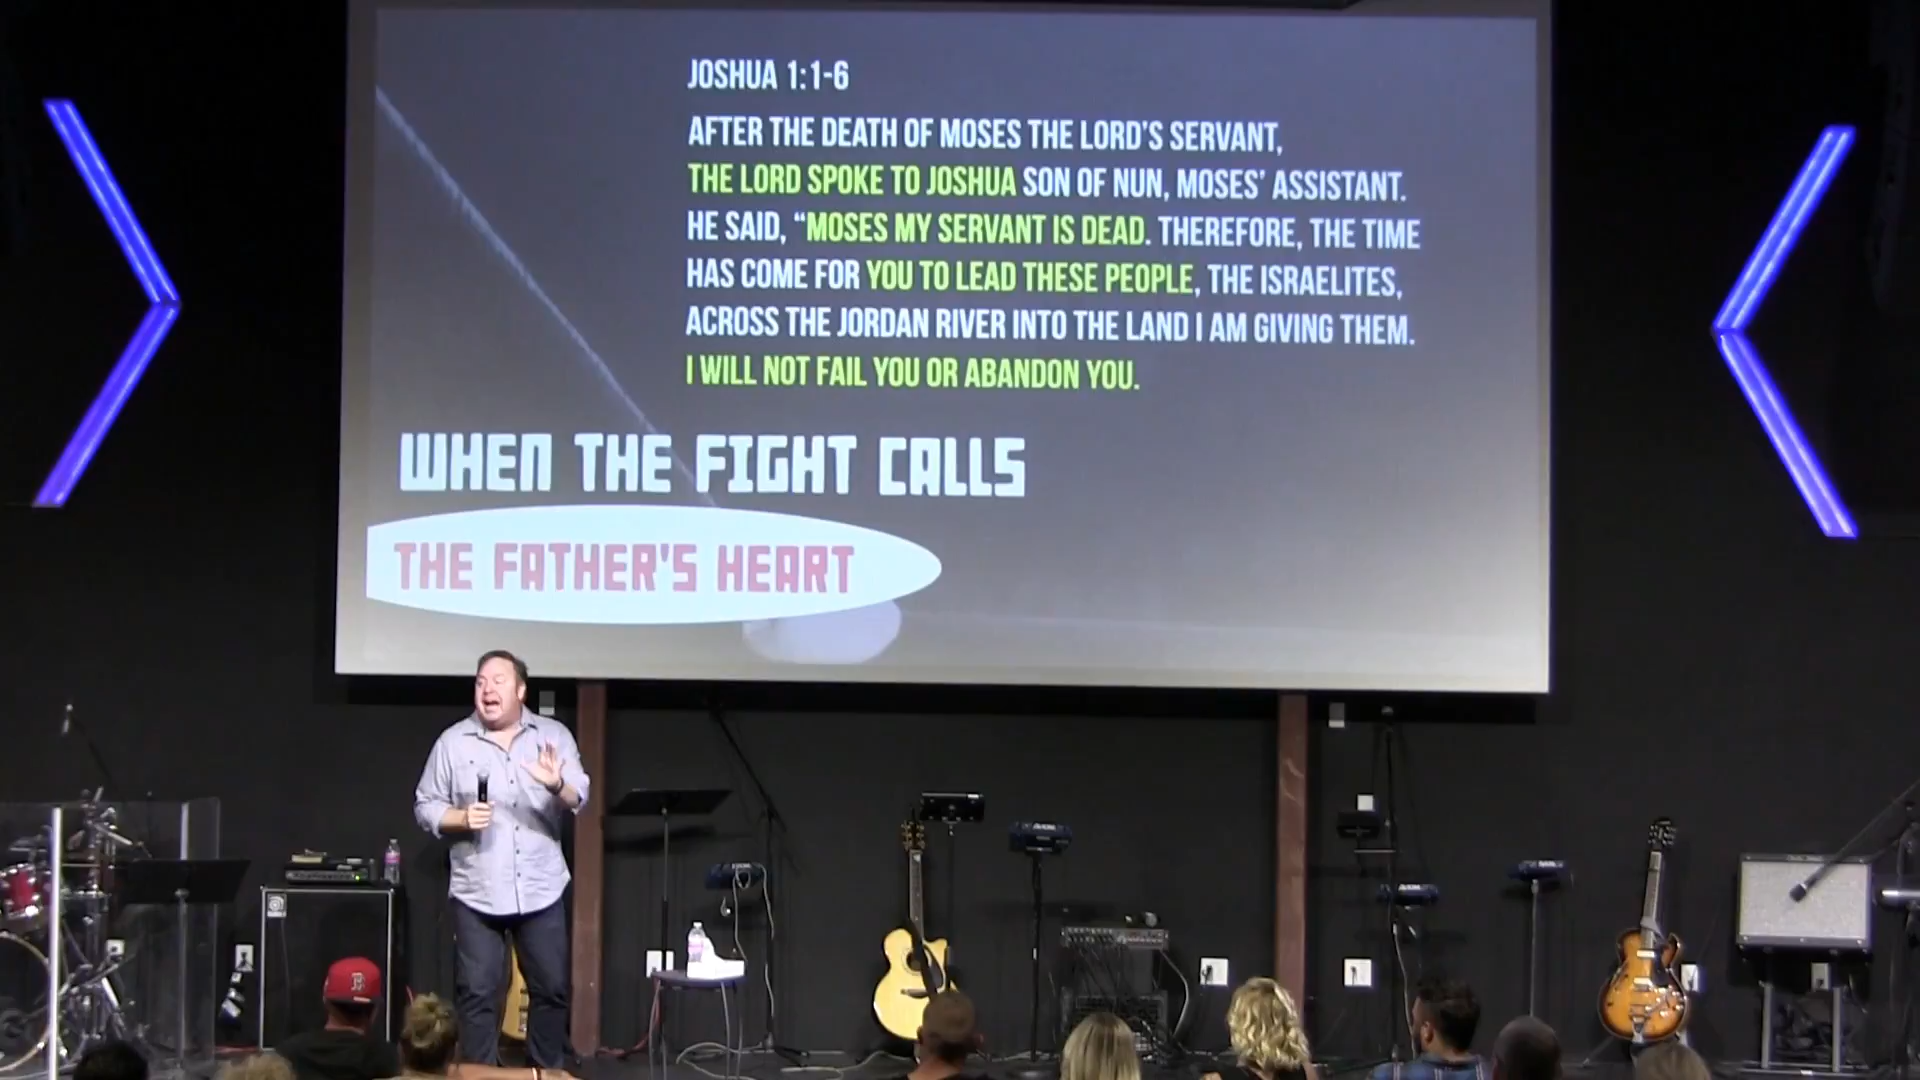 JOSHUA 1:1-6
AFTER THE DEATH OF MOSES THE LORD'S SERVANT,
THE LORD SPOKE TO JOSHUA SON OF NUN, MOSES' ASSISTANT.
HE SAID, “MOSES MY SERVANT IS DEAD. THEREFORE, THE TIME
HAS COME FOR YOU TO LEAD THESE PEOPLE, THE ISRAELITES,
ACROSS THE JORDAN RIVER INTO THE LAND I AM GIVING THEM.
I WILL NOT FAIL YOU OR ABANDON YOU.
WHEN THE FIGHT CALLS
THE FATHER'S HEART